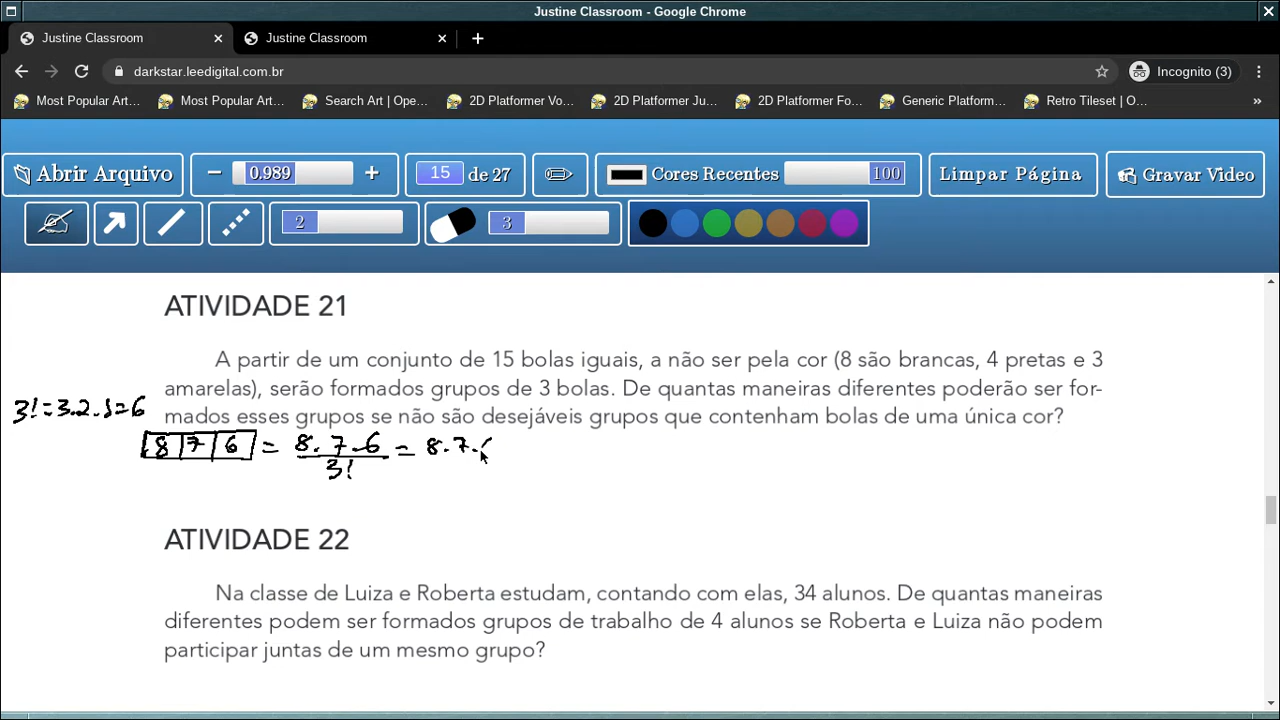 Justine Classroom - Google Chrome
Justine Classroom
Justine Classroom
darkstar.leedigital.com.br
Incognito (3)
Most Popular Art...
Most Popular Art...
Search Art | Ope...
2D Platformer Vo...
2D Platformer Ju...
2D Platformer Fo...
Generic Platform...
Retro Tileset | O...
»
Abrir Arquivo
− 0,989 +
15 de 27
Cores Recentes 100
Limpar Página
Gravar Video
2
3
ATIVIDADE 21
A partir de um conjunto de 15 bolas iguais, a não ser pela cor (8 são brancas, 4 pretas e 3
amarelas), serão formados grupos de 3 bolas. De quantas maneiras diferentes poderão ser for-
3!=3.2.1=6
mados esses grupos se não são desejáveis grupos que contenham bolas de uma única cor?
8 7 6 = 8.7.6 = 8.7.
3!
ATIVIDADE 22
Na classe de Luiza e Roberta estudam, contando com elas, 34 alunos. De quantas maneiras
diferentes podem ser formados grupos de trabalho de 4 alunos se Roberta e Luiza não podem
participar juntas de um mesmo grupo?